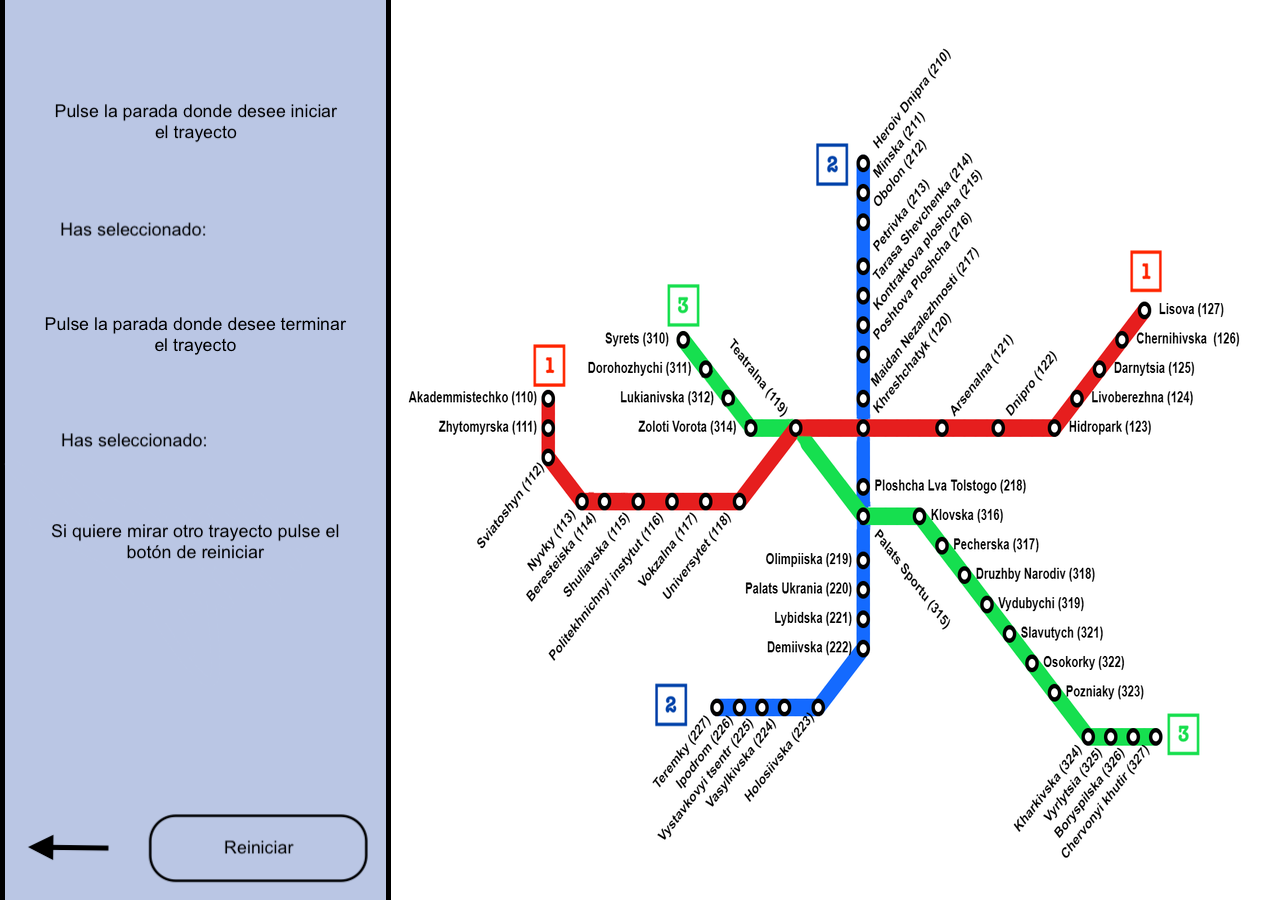 Pulse la parada donde desee iniciar
el trayecto
Has seleccionado:
Pulse la parada donde desee terminar
el trayecto
Has seleccionado:
Si quiere mirar otro trayecto pulse el
botón de reiniciar
Reiniciar
2
Heroiv Dnipra (210)
Minska (211)
Obolon (212)
Petrivka (213)
Tarasa Shevchenka (214)
Kontraktova ploshcha (215)
Poshtova Ploshcha (216)
Maidan Nezalezhnosti (217)
Khreshchatyk (120)
Arsenalna (121)
Dnipro (122)
1
Lisova (127)
Chernihivska (126)
Darnytsia (125)
Livoberezhna (124)
Hidropark (123)
3
Syrets (310)
Dorohozhychi (311)
Lukianivska (312)
Zoloti Vorota (314)
Teatralna (119)
1
Akademmistechko (110)
Zhytomyrska (111)
Sviatoshyn (112)
Nyvky (113)
Beresteiska (114)
Shuliavska (115)
Politekhnichnyi instytut (116)
Vokzalna (117)
Universytet (118)
Ploshcha Lva Tolstogo (218)
Klovska (316)
Palats Sportu (315)
Pecherska (317)
Druzhby Narodiv (318)
Vydubychi (319)
Slavutych (321)
Osokorky (322)
Pozniaky (323)
Olimpiiska (219)
Palats Ukrania (220)
Lybidska (221)
Demiivska (222)
2
Teremky (227)
Ipodrom (226)
Vystavkovyi tsentr (225)
Vasylkivska (224)
Holosiivska (223)
3
Kharkivska (324)
Vyrlytsia (325)
Boryspilska (326)
Chervonyi khutir (327)